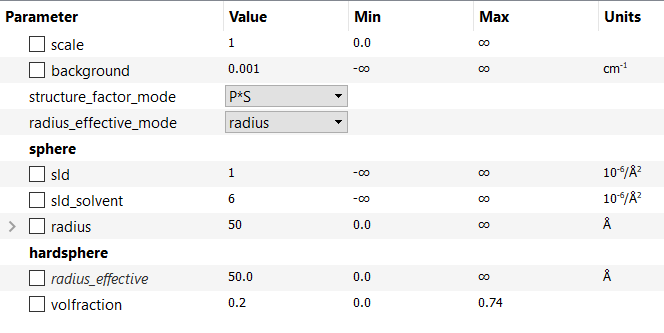 Parameter Value Min Max Units
scale 1 0.0 ∞
background 0.001 -∞ ∞ cm⁻¹
structure_factor_mode P*S
radius_effective_mode radius
sphere
sld 1 -∞ ∞ 10⁻⁶/Å²
sld_solvent 6 -∞ ∞ 10⁻⁶/Å²
radius 50 0.0 ∞ Å
hardsphere
radius_effective 50.0 0.0 ∞ Å
volfraction 0.2 0.0 0.74